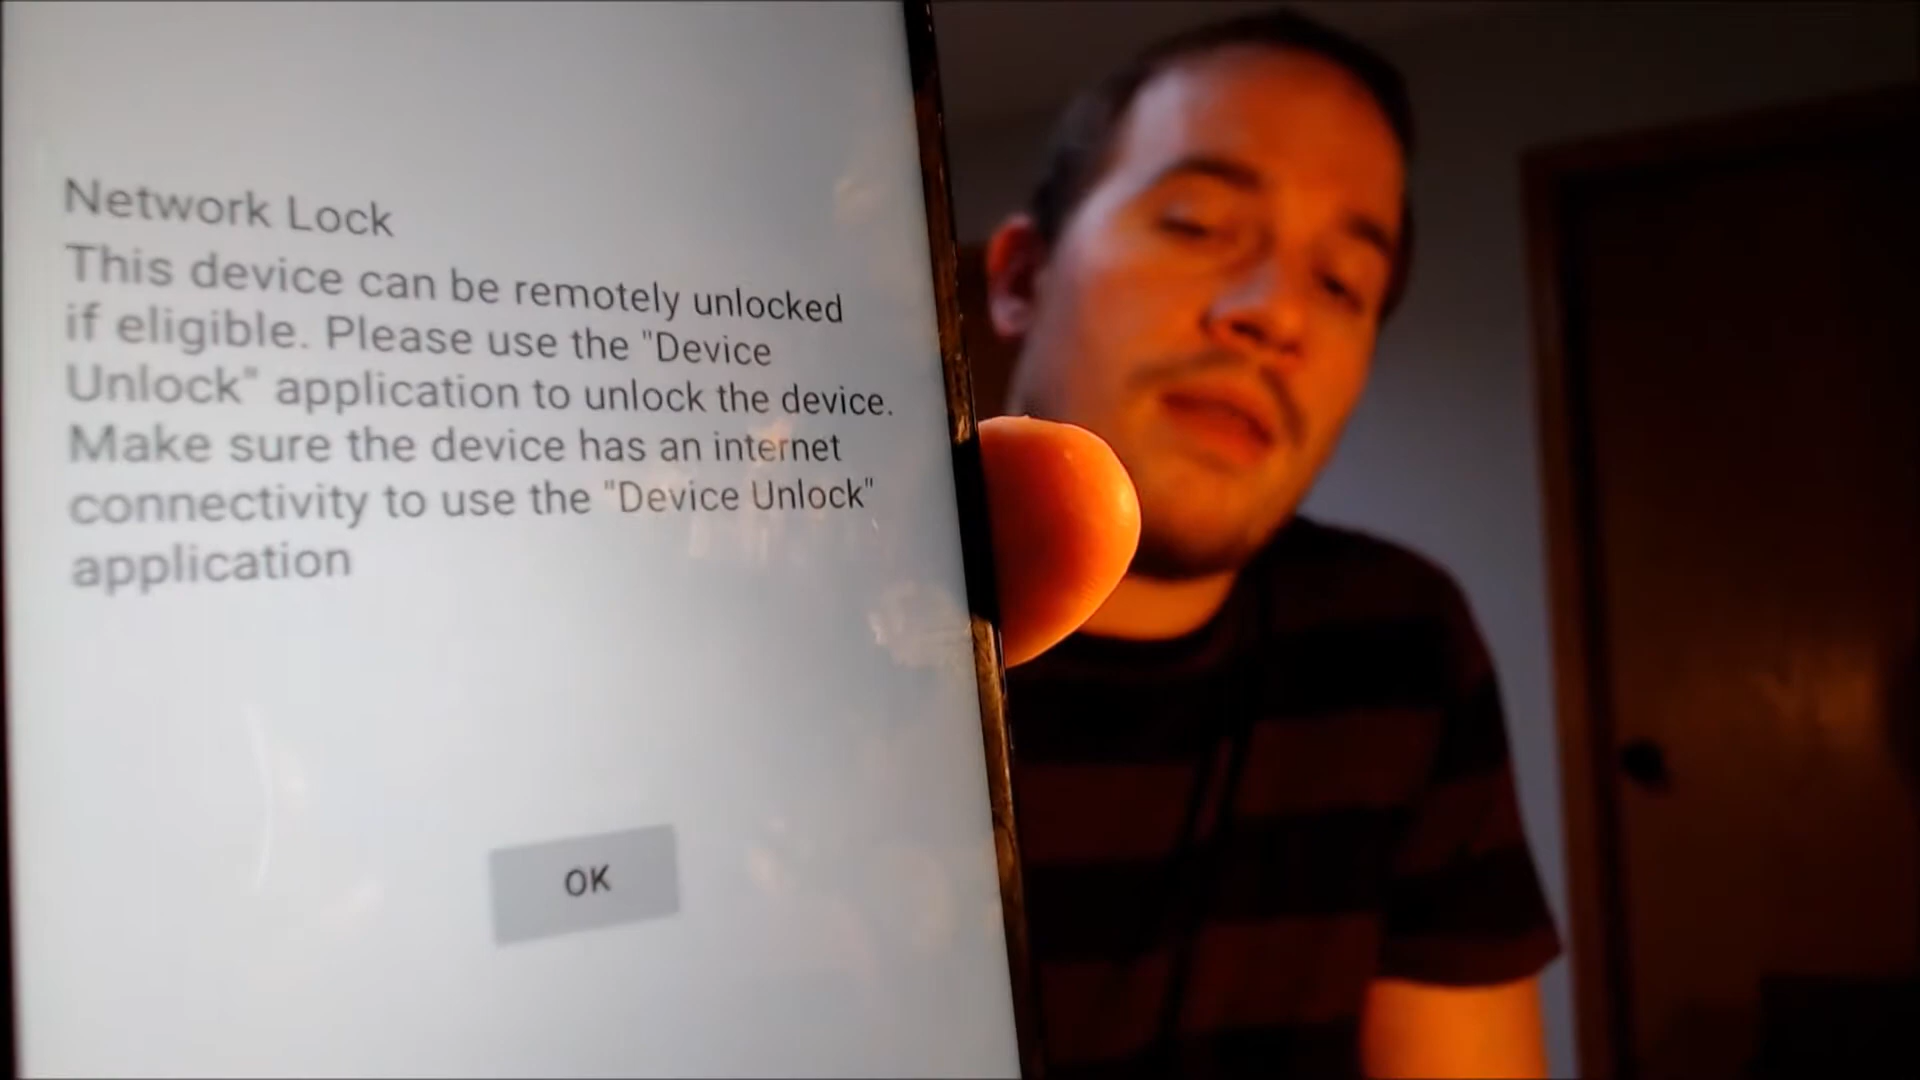 Network Lock
This device can be remotely unlocked
if eligible. Please use the "Device
Unlock" application to unlock the device.
Make sure the device has an internet
connectivity to use the "Device Unlock"
application
OK